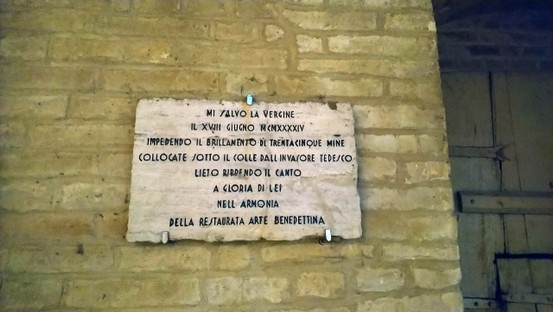 MI SALVO LA VERGINE
IL XVIII GIUGNO MCMXXXXIV
IMPEDENDO IL BRILLAMENTO DI TRENTACINQUE MINE
COLLOCATE SOTTO IL COLLE DALL INVASORE TEDESCO
LIETO RIPRENDO IL CANTO
A GLORIA DI LEI
NELL ARMONIA
DELLA RESTAURATA ARTE BENEDETTINA